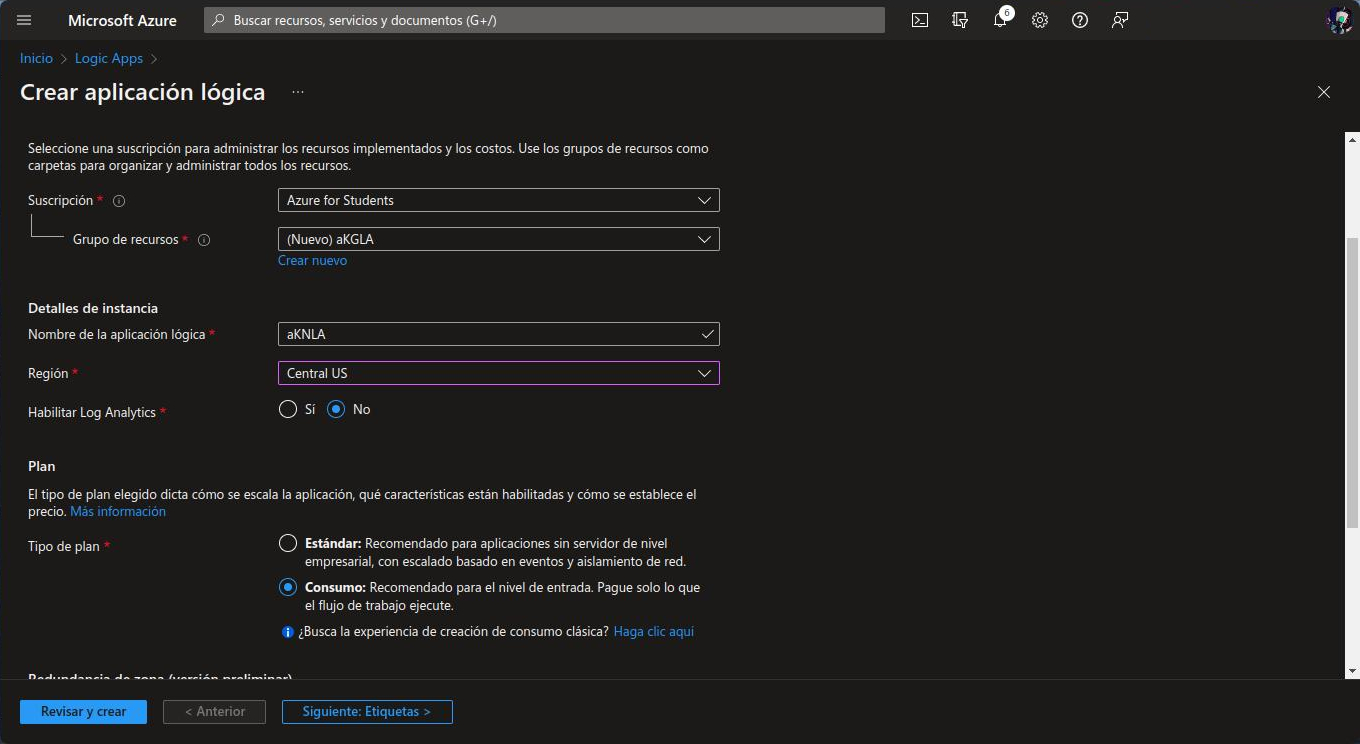 Microsoft Azure
Buscar recursos, servicios y documentos (G+/)
6
Inicio > Logic Apps >
Crear aplicación lógica ...
Seleccione una suscripción para administrar los recursos implementados y los costos. Use los grupos de recursos como
carpetas para organizar y administrar todos los recursos.
Suscripción *
Azure for Students
Grupo de recursos *
(Nuevo) aKGLA
Crear nuevo
Detalles de instancia
Nombre de la aplicación lógica *
aKNLA
Región *
Central US
Habilitar Log Analytics *
Sí No
Plan
El tipo de plan elegido dicta cómo se escala la aplicación, qué características están habilitadas y cómo se establece el
precio. Más información
Tipo de plan *
Estándar: Recomendado para aplicaciones sin servidor de nivel
empresarial, con escalado basado en eventos y aislamiento de red.
Consumo: Recomendado para el nivel de entrada. Pague solo lo que
el flujo de trabajo ejecute.
¿Busca la experiencia de creación de consumo clásica? Haga clic aquí
Redundancia de zona (versión preliminar)
Revisar y crear
< Anterior
Siguiente: Etiquetas >